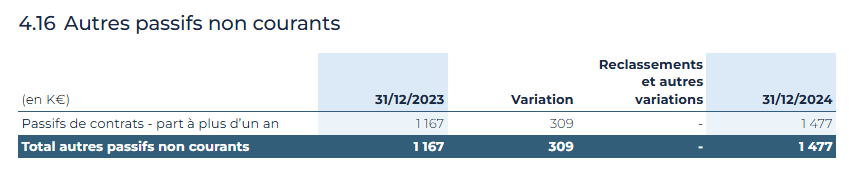 4.16 Autres passifs non courants
Reclassements
et autres
(en K€) 31/12/2023 Variation variations 31/12/2024
Passifs de contrats - part à plus d'un an 1 167 309 - 1 477
Total autres passifs non courants 1 167 309 - 1 477